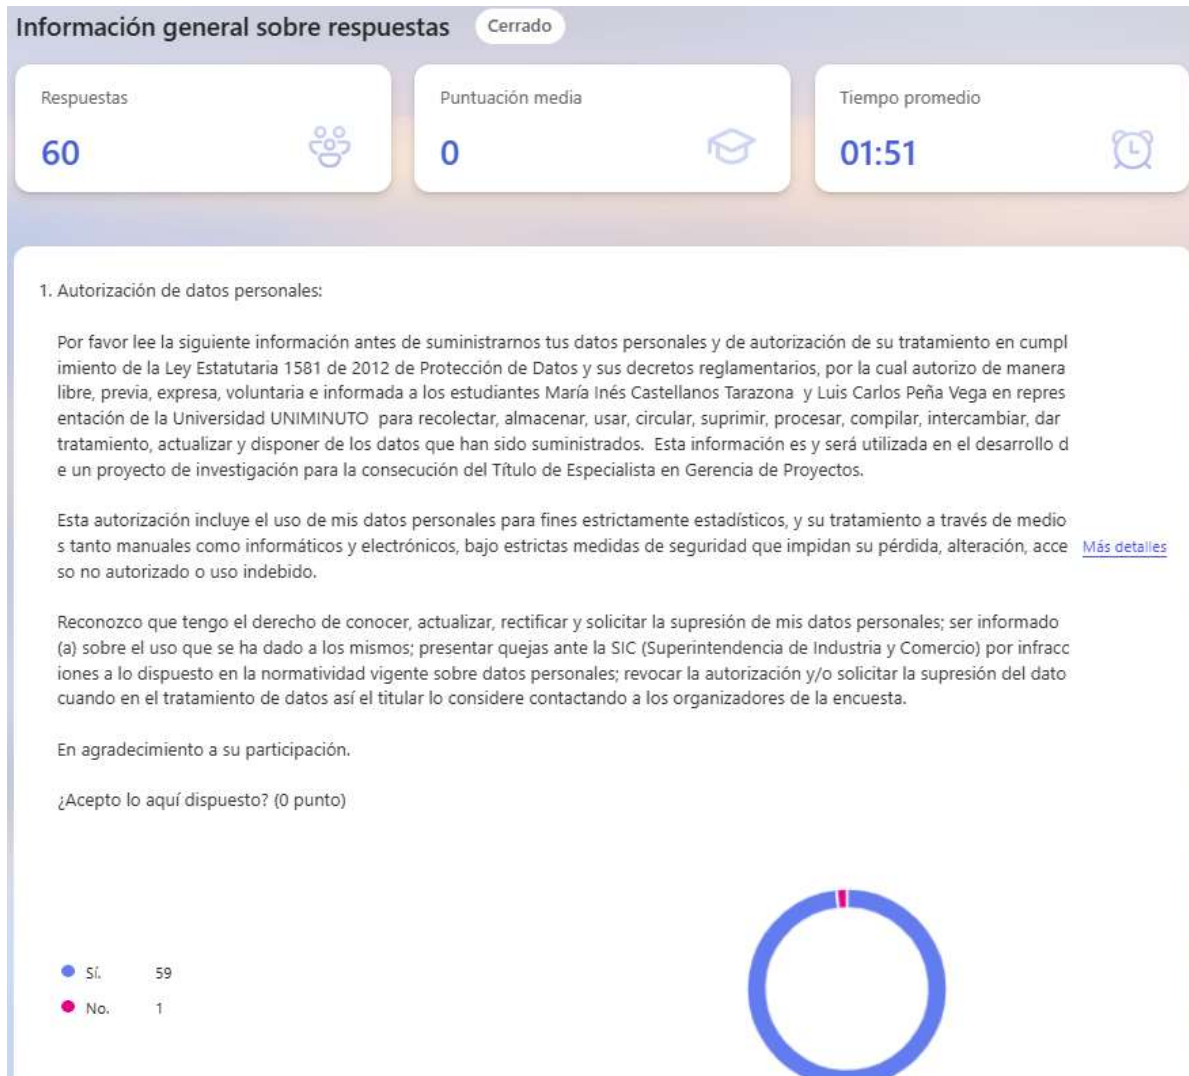 Información general sobre respuestas Cerrado
Respuestas
60
Puntuación media
0
Tiempo promedio
01:51
1. Autorización de datos personales:
Por favor lee la siguiente información antes de suministrarnos tus datos personales y de autorización de su tratamiento en cumpl
imiento de la Ley Estatutaria 1581 de 2012 de Protección de Datos y sus decretos reglamentarios, por la cual autorizo de manera
libre, previa, expresa, voluntaria e informada a los estudiantes María Inés Castellanos Tarazona y Luis Carlos Peña Vega en repres
entación de la Universidad UNIMINUTO para recolectar, almacenar, usar, circular, suprimir, procesar, compilar, intercambiar, dar
tratamiento, actualizar y disponer de los datos que han sido suministrados. Esta información es y será utilizada en el desarrollo d
e un proyecto de investigación para la consecución del Título de Especialista en Gerencia de Proyectos.
Esta autorización incluye el uso de mis datos personales para fines estrictamente estadísticos, y su tratamiento a través de medio
s tanto manuales como informáticos y electrónicos, bajo estrictas medidas de seguridad que impidan su pérdida, alteración, acce
so no autorizado o uso indebido.
Más detalles
Reconozco que tengo el derecho de conocer, actualizar, rectificar y solicitar la supresión de mis datos personales; ser informado
(a) sobre el uso que se ha dado a los mismos; presentar quejas ante la SIC (Superintendencia de Industria y Comercio) por infracc
iones a lo dispuesto en la normatividad vigente sobre datos personales; revocar la autorización y/o solicitar la supresión del dato
cuando en el tratamiento de datos así el titular lo considere contactando a los organizadores de la encuesta.
En agradecimiento a su participación.
¿Acepto lo aquí dispuesto? (0 punto)
Sí. 59
No. 1